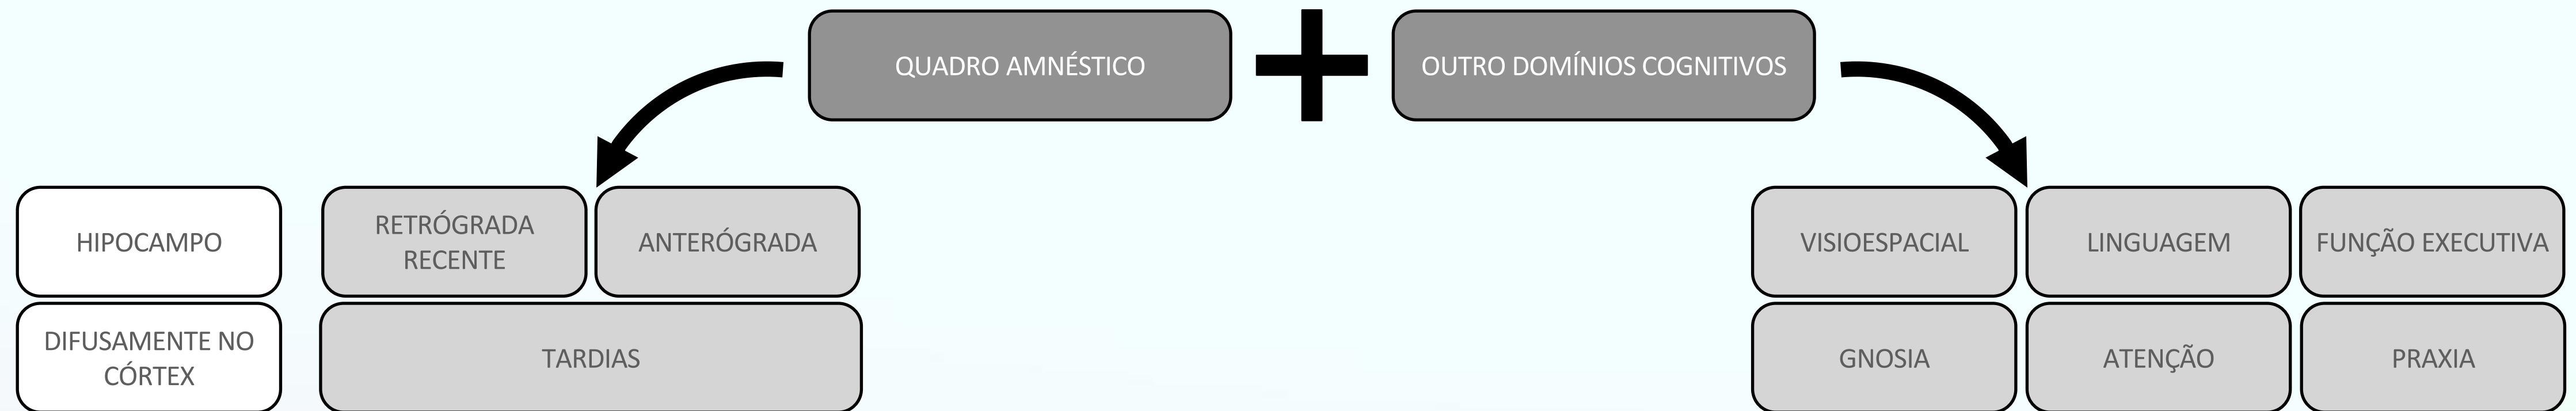 QUADRO AMNÉSTICO
OUTRO DOMÍNIOS COGNITIVOS
HIPOCAMPO
RETRÓGRADA
RECENTE
ANTERÓGRADA
VISIOESPACIAL
LINGUAGEM
FUNÇÃO EXECUTIVA
DIFUSAMENTE NO
CÓRTEX
TARDIAS
GNOSIA
ATENÇÃO
PRAXIA